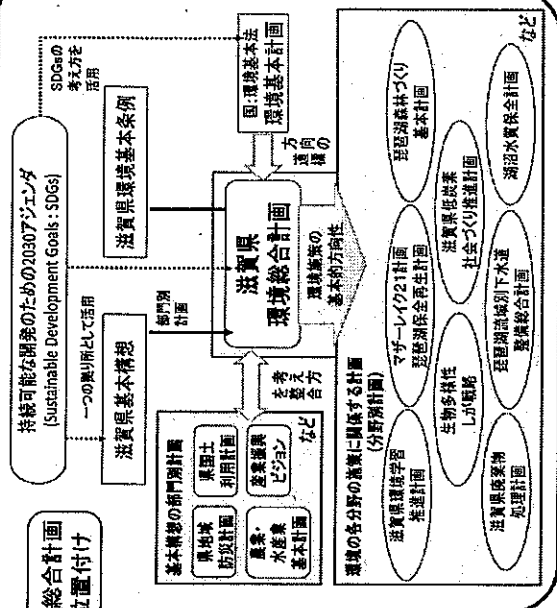 総合計画
位置付け
持続可能な開発のための2030アジェンダ
(Sustainable Development Goals : SDGs)
一つの拠り所として活用
SDGsの
考え方を
活用
滋賀県基本構想
滋賀県環境基本条例
部門別
計画
国:環境基本法
環境基本計画
滋賀県
環境総合計画
方向の
基本構想の部門別計画
県地域
防災計画
県国土
利用計画
農業・
水産業
基本計画
産業振興
ビジョン
など
考え方
を整合
環境施策の
基本的方向性
環境の各分野の施策に関係する計画
(分野別計画)
滋賀県環境学習
推進計画
マザーレイク21計画
琵琶湖保全再生計画
琵琶湖森林づくり
基本計画
生物多様性
しが戦略
滋賀県低炭素
社会づくり推進計画
滋賀県廃棄物
処理計画
琵琶湖流域別下水道
整備総合計画
湖沼水質保全計画
など